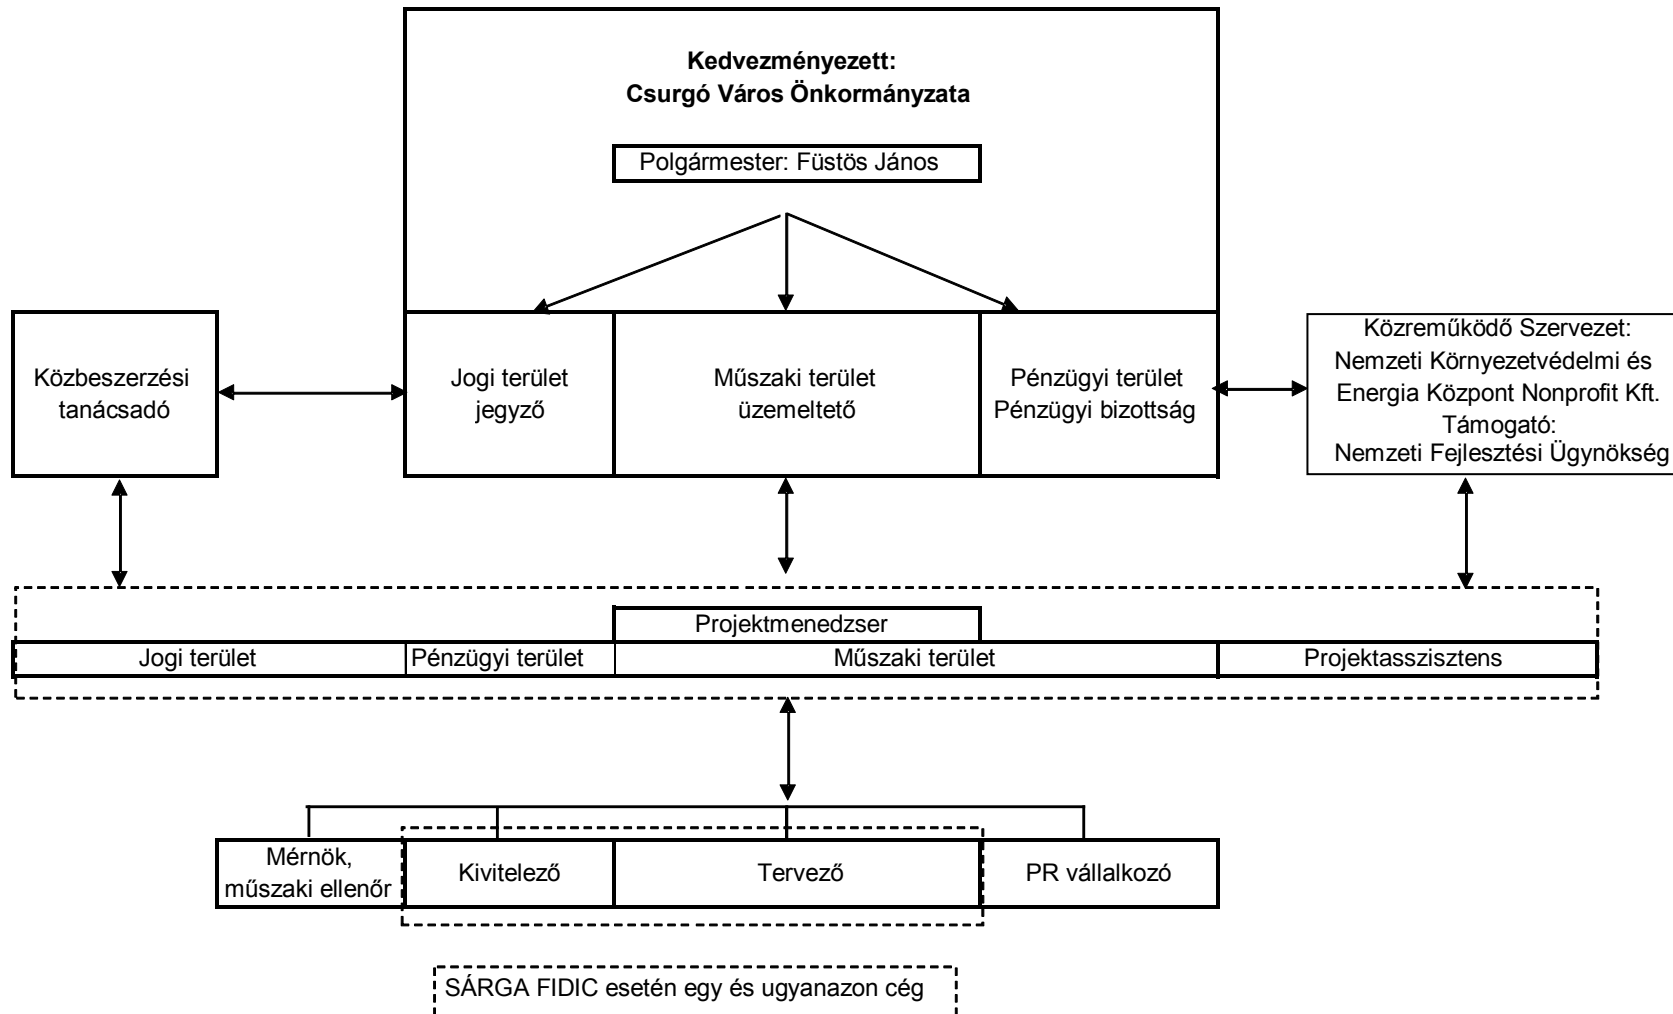 Kedvezményezett:
Csurgó Város Önkormányzata
Polgármester: Füstös János
Közbeszerzési
tanácsadó
Jogi terület
jegyző
Műszaki terület
üzemeltető
Pénzügyi terület
Pénzügyi bizottság
Közreműködő Szervezet:
Nemzeti Környezetvédelmi és
Energia Központ Nonprofit Kft.
Támogató:
Nemzeti Fejlesztési Ügynökség
Projektmenedzser
Jogi terület
Pénzügyi terület
Műszaki terület
Projektasszisztens
Mérnök,
műszaki ellenőr
Kivitelező
Tervező
PR vállalkozó
SÁRGA FIDIC esetén egy és ugyanazon cég